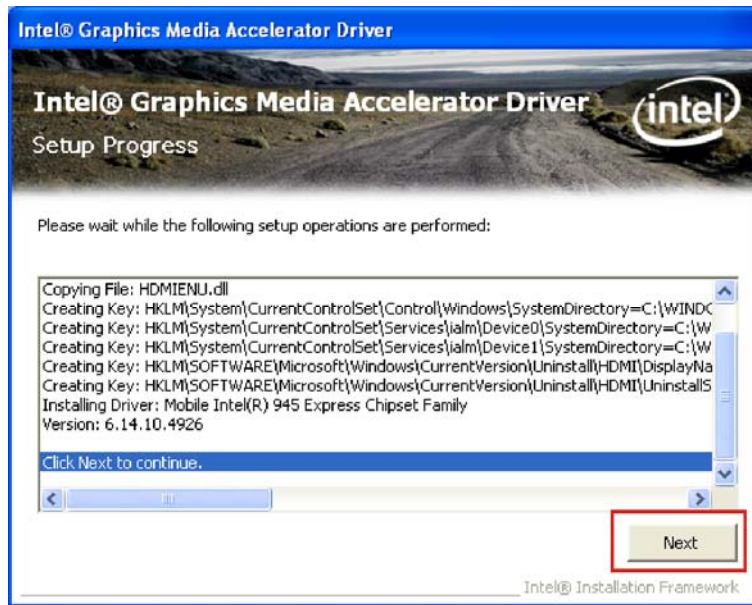 Intel® Graphics Media Accelerator Driver
Intel® Graphics Media Accelerator Driver
intel
Setup Progress
Please wait while the following setup operations are performed:
Copying File: HDMIENU.dll
Creating Key: HKLM\System\CurrentControlSet\Control\Windows\SystemDirectory=C:\WINDO
Creating Key: HKLM\System\CurrentControlSet\Services\ialm\Device0\SystemDirectory=C:\W
Creating Key: HKLM\System\CurrentControlSet\Services\ialm\Device1\SystemDirectory=C:\W
Creating Key: HKLM\SOFTWARE\Microsoft\Windows\CurrentVersion\Uninstall\HDMI\DisplayNa
Creating Key: HKLM\SOFTWARE\Microsoft\Windows\CurrentVersion\Uninstall\HDMI\UninstallS
Installing Driver: Mobile Intel(R) 945 Express Chipset Family
Version: 6.14.10.4926
Click Next to continue.
Next
Intel® Installation Framework